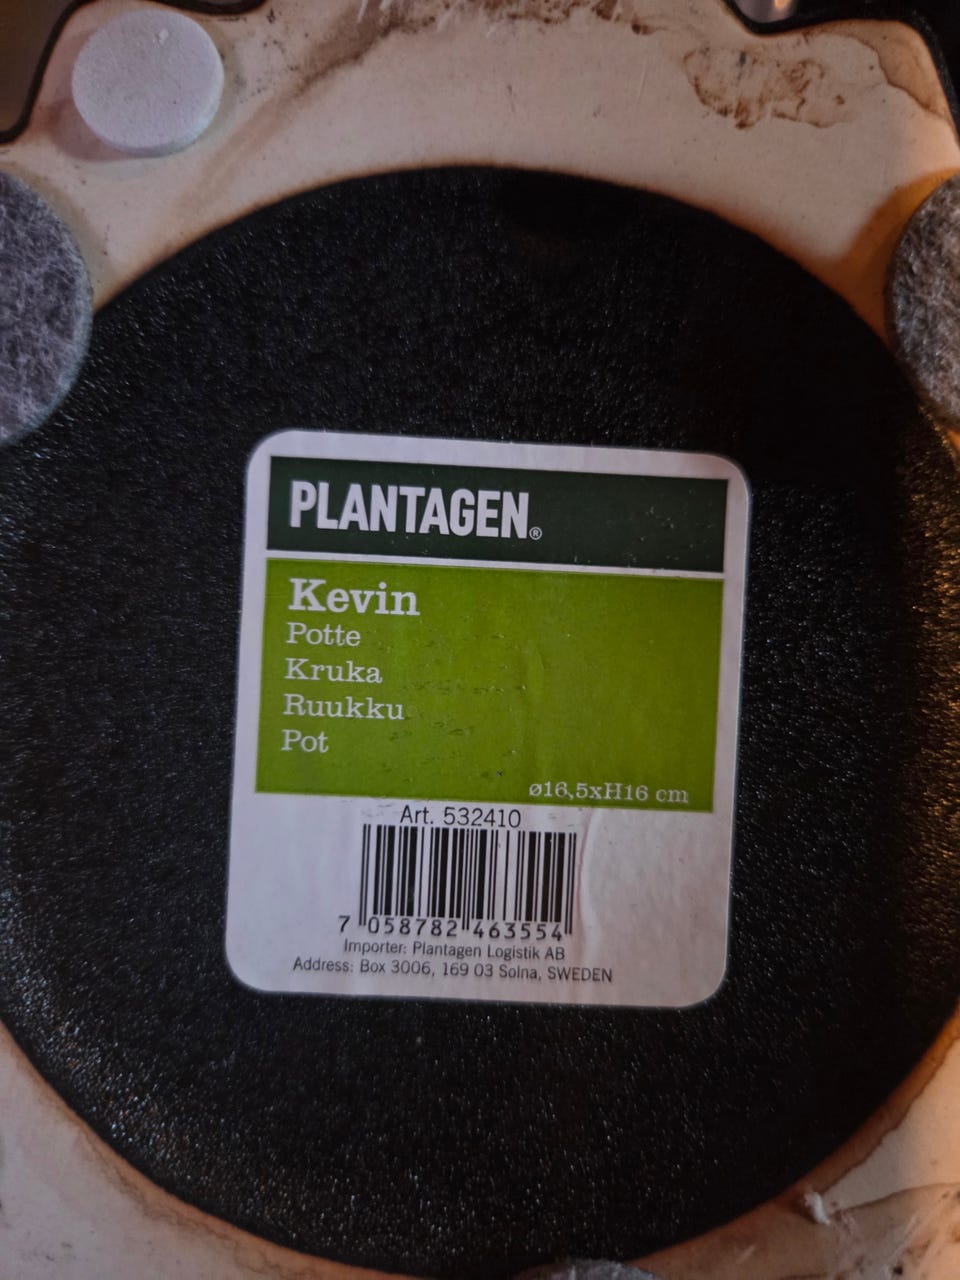 PLANTAGEN®
Kevin
Potte
Kruka
Ruukku
Pot
ø16,5xH16 cm
Art. 532410
7 058782 463554
Importer: Plantagen Logistik AB
Address: Box 3006, 169 03 Solna, SWEDEN